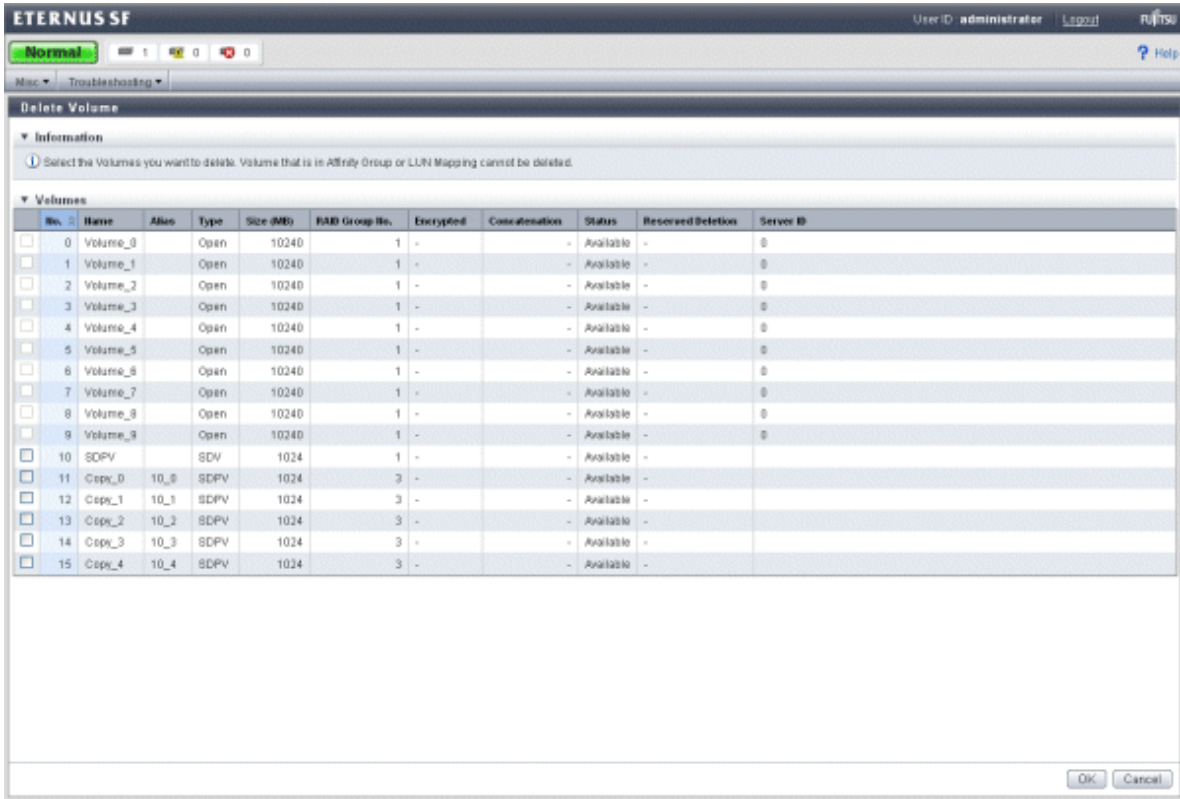 ETERNUS SF User ID: administrator Logout FUJITSU
Normal 1 0 0 Help
Misc Troubleshooting
Delete Volume
Information
Select the Volumes you want to delete. Volume that is in Affinity Group or LUN Mapping cannot be deleted.
Volumes
No. Name Alias Type Size (MB) RAID Group No. Encrypted Concatenation Status Reserved Deletion Server ID
0 Volume_0 Open 10240 1 - - Available - 0
1 Volume_1 Open 10240 1 - - Available - 0
2 Volume_2 Open 10240 1 - - Available - 0
3 Volume_3 Open 10240 1 - - Available - 0
4 Volume_4 Open 10240 1 - - Available - 0
5 Volume_5 Open 10240 1 - - Available - 0
6 Volume_6 Open 10240 1 - - Available - 0
7 Volume_7 Open 10240 1 - - Available - 0
8 Volume_8 Open 10240 1 - - Available - 0
9 Volume_9 Open 10240 1 - - Available - 0
10 SDPV SDV 1024 1 - - Available -
11 Copy_0 10_0 SDPV 1024 3 - - Available -
12 Copy_1 10_1 SDPV 1024 3 - - Available -
13 Copy_2 10_2 SDPV 1024 3 - - Available -
14 Copy_3 10_3 SDPV 1024 3 - - Available -
15 Copy_4 10_4 SDPV 1024 3 - - Available -
OK Cancel